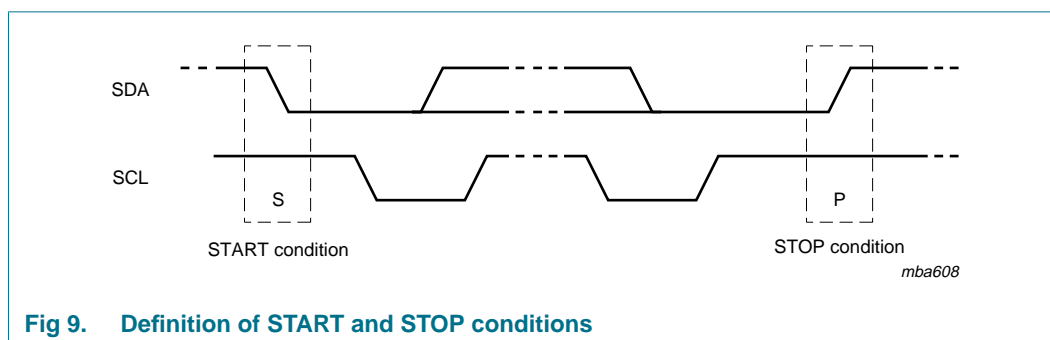 SDA
SCL
S
P
START condition
STOP condition
mba608
Fig 9. Definition of START and STOP conditions